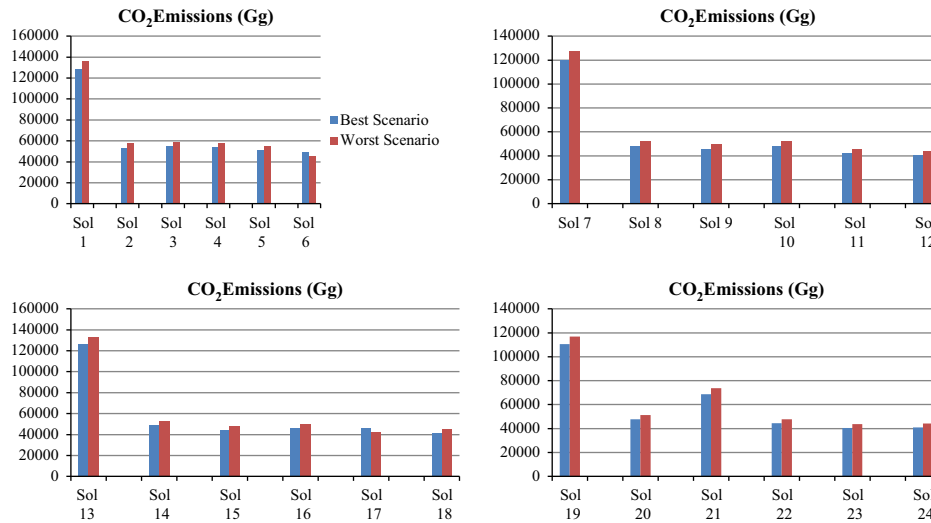 CO2Emissions (Gg)
160000
140000
120000
100000
80000
60000
40000
20000
0
Sol 1
Sol 2
Sol 3
Sol 4
Sol 5
Sol 6
Best Scenario
Worst Scenario
CO2Emissions (Gg)
140000
120000
100000
80000
60000
40000
20000
0
Sol 7
Sol 8
Sol 9
Sol 10
Sol 11
Sol 12
CO2Emissions (Gg)
160000
140000
120000
100000
80000
60000
40000
20000
0
Sol 13
Sol 14
Sol 15
Sol 16
Sol 17
Sol 18
CO2Emissions (Gg)
140000
120000
100000
80000
60000
40000
20000
0
Sol 19
Sol 20
Sol 21
Sol 22
Sol 23
Sol 24